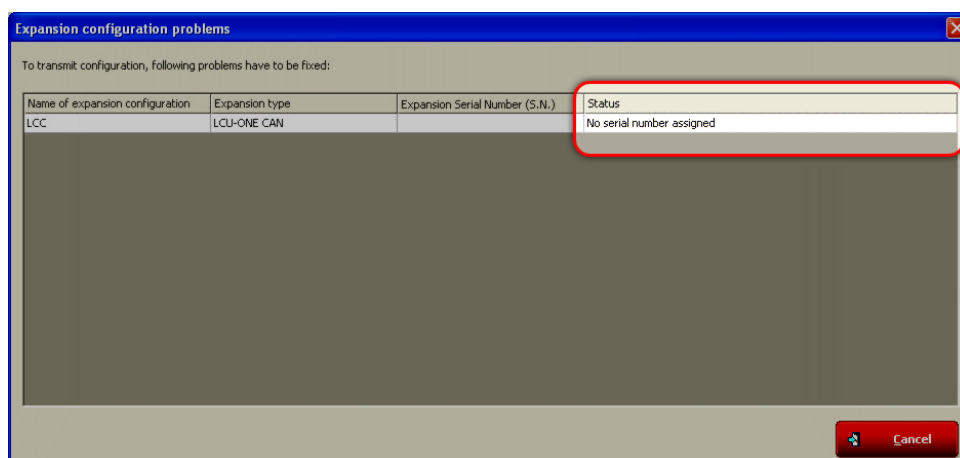 Expansion configuration problems
To transmit configuration, following problems have to be fixed:
Name of expansion configuration Expansion type Expansion Serial Number (S.N.) Status
LCC LCU-ONE CAN No serial number assigned
Cancel